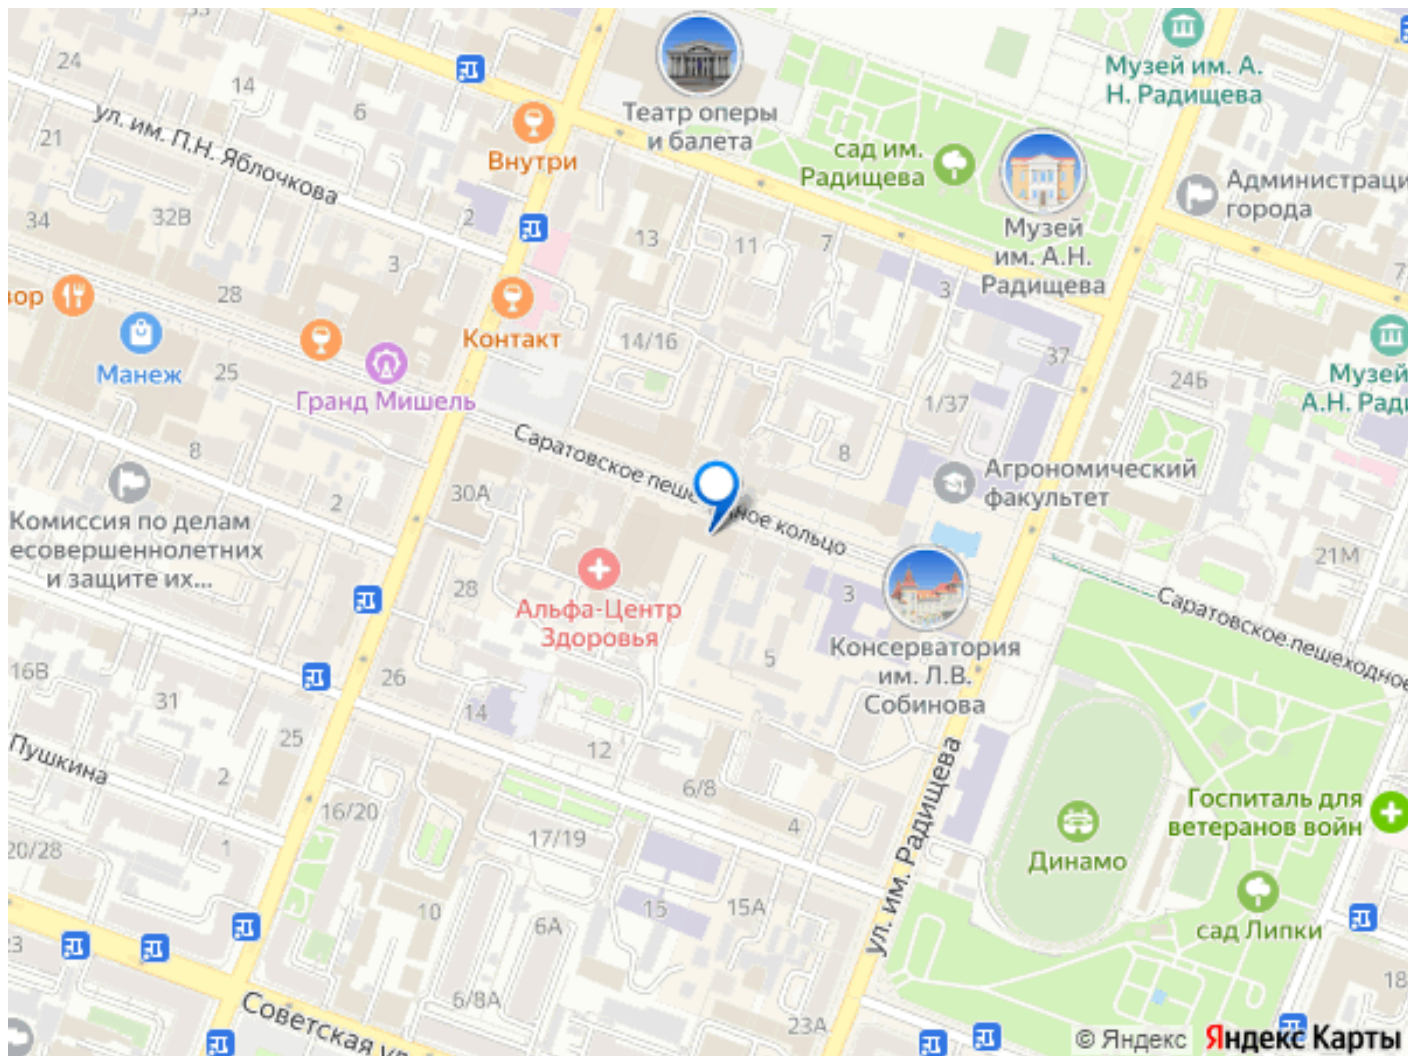 24
14
6
21
ул. им. П.Н. Яблочкова
Внутри
Театр оперы
и балета
Музей им. А.
Н. Радищева
сад им.
Радищева
Музей
им. А.Н.
Радищева
Администраци
города
34
32В
2
3
13
11
7
3
28
вор
Манеж
25
Гранд Мишель
Контакт
14/16
37
24Б
Музей
А.Н. Рад
1/37
8
Саратовское пеше
ное кольцо
Агрономический
факультет
8
2
30А
Комиссия по делам
есовершеннолетних
и защите их...
28
Альфа-Центр
Здоровья
3
5
Консерватория
им. Л.В.
Собинова
21М
Саратовское пешеходное
16В
31
26
14
25
12
Пушкина
2
16/20
6/8
4
17/19
20/28
1
10
15
15А
6А
6/8А
23А
ул. им. Радищева
Динамо
Госпиталь для
ветеранов войн
сад Липки
23
18
Советская ул.
© Яндекс Яндекс Карты